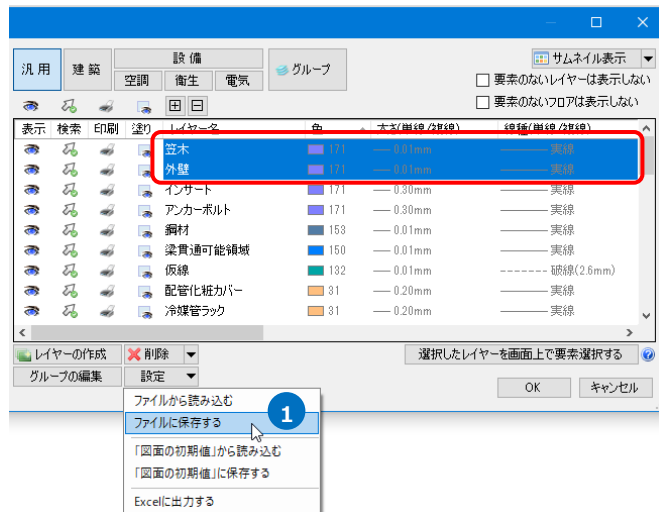 汎用 建築 設備 グループ サムネイル表示
空調 衛生 電気 要素のないレイヤーは表示しない
要素のないフロアは表示しない
表示 検索 印刷 塗り レイヤー名 色 太さ(単線/複線) 線種(単線/複線)
笠木 171 0.01mm 実線
外壁 171 0.01mm 実線
インサート 171 0.30mm 実線
アンカーボルト 171 0.30mm 実線
鋼材 153 0.01mm 実線
梁貫通可能領域 150 0.01mm 実線
仮線 132 0.01mm 破線(2.6mm)
配管化粧カバー 31 0.20mm 実線
冷媒管ラック 31 0.20mm 実線
レイヤーの作成 削除 選択したレイヤーを画面上で要素選択する
グループの編集 設定 OK キャンセル
ファイルから読み込む
ファイルに保存する 1
「図面の初期値」から読み込む
「図面の初期値」に保存する
Excelに出力する